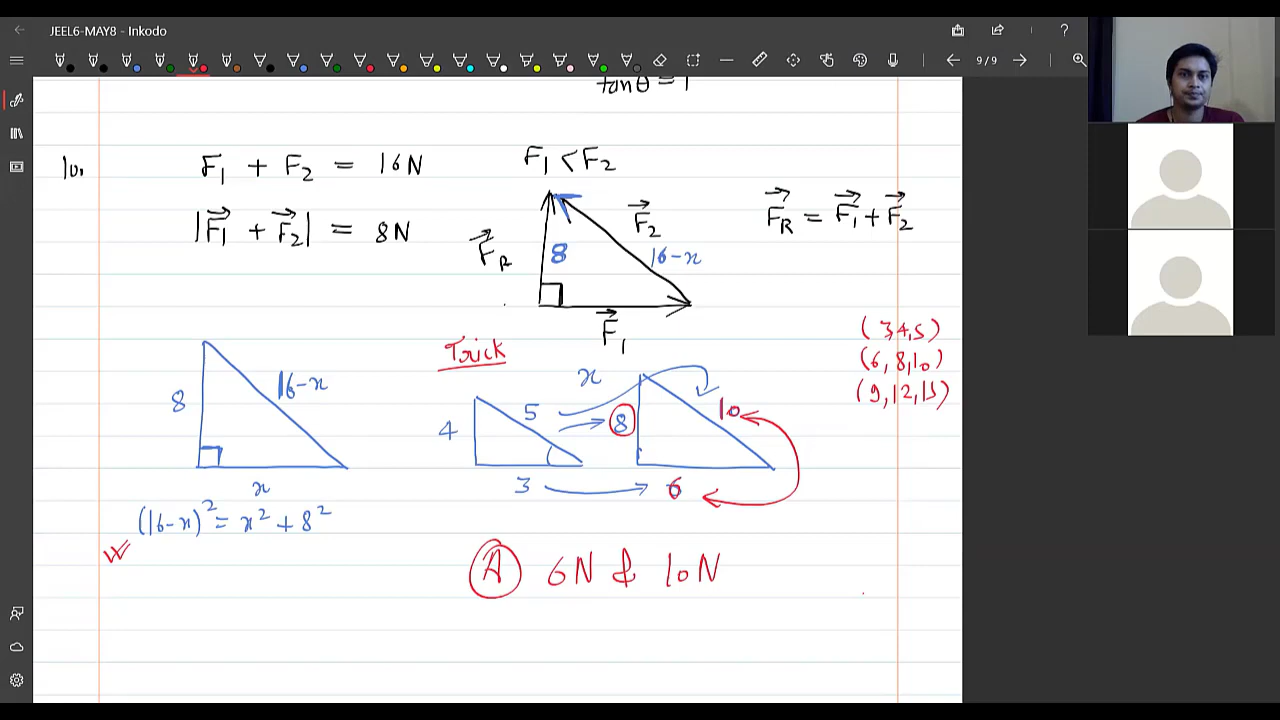 JEEL6-MAY8 - Inkodo
9/9
tanθ = 1
10.
F₁ + F₂ = 16N
F₁ < F₂
|F⃗₁ + F⃗₂| = 8N
F⃗R
8
F⃗₂
16-x
F⃗R = F⃗₁ + F⃗₂
F⃗₁
x
Trick
(3,4,5)
(6,8,10)
(9,12,15)
8
16-x
x
4
5
3
8
10
6
(16-x)² = x² + 8²
A 6N & 10N